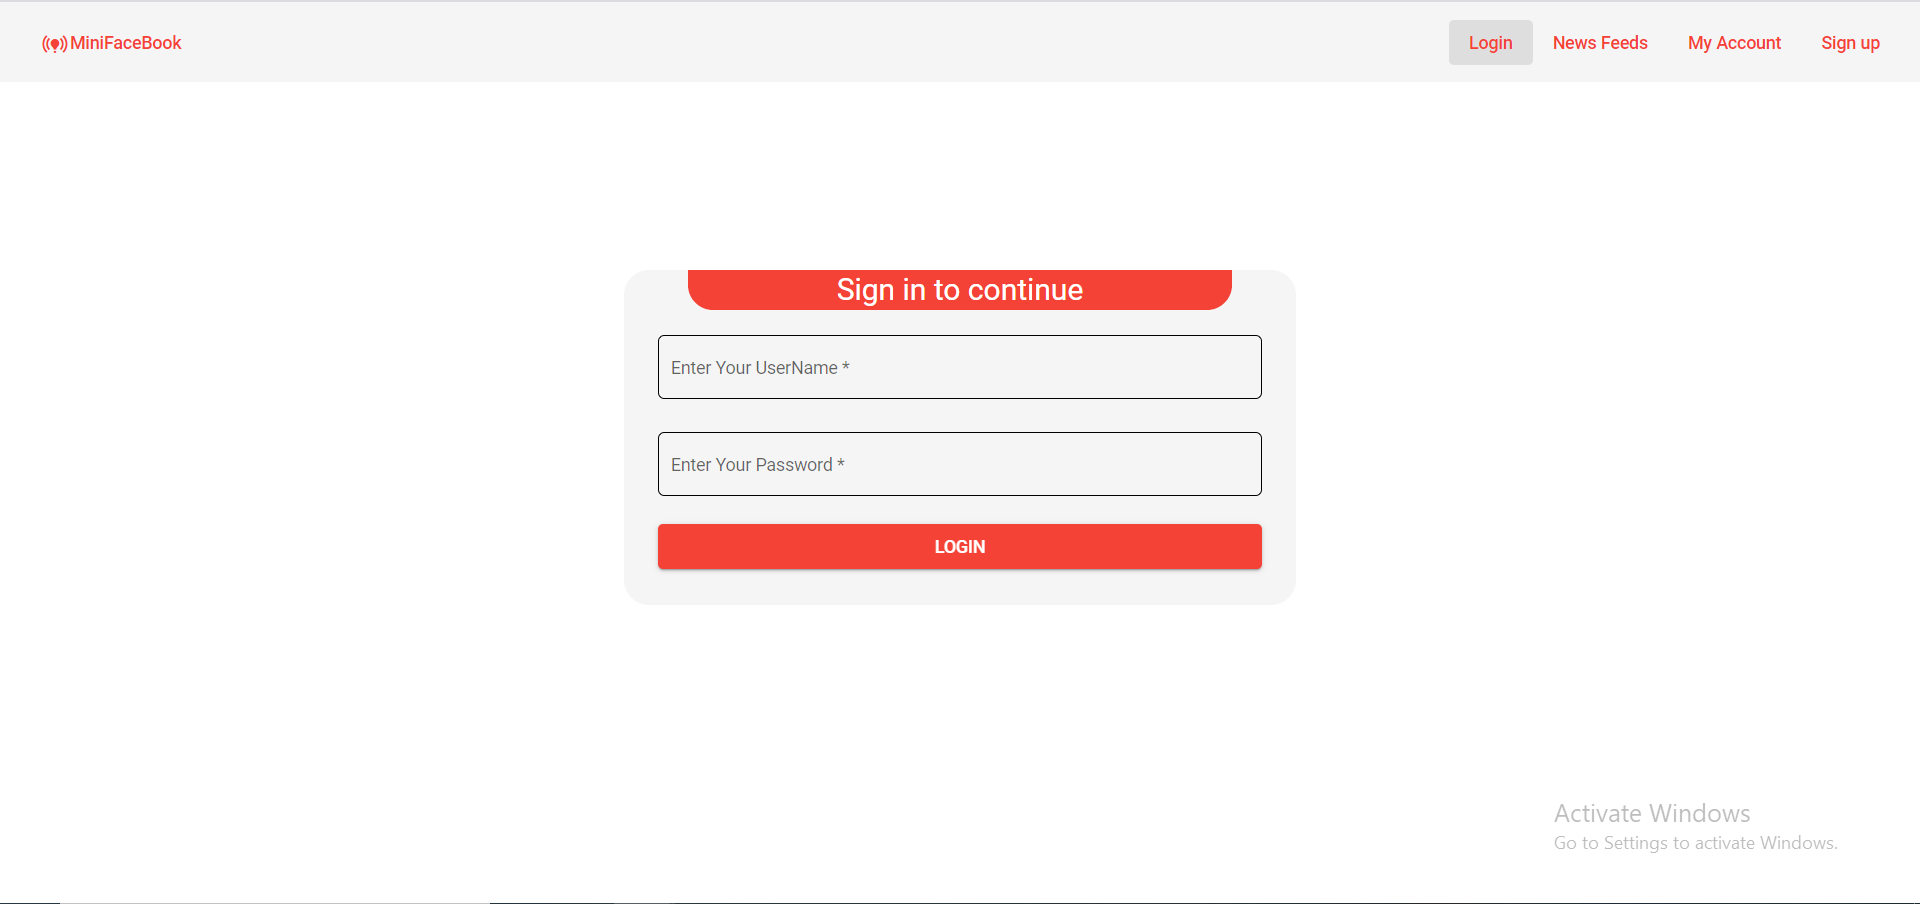 MiniFaceBook
Login
News Feeds
My Account
Sign up
Sign in to continue
Enter Your UserName *
Enter Your Password *
LOGIN
Activate Windows
Go to Settings to activate Windows.